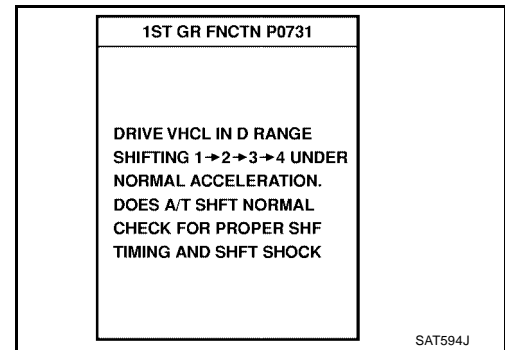 1ST GR FNCTN P0731
DRIVE VHCL IN D RANGE
SHIFTING 1→2→3→4 UNDER
NORMAL ACCELERATION.
DOES A/T SHFT NORMAL
CHECK FOR PROPER SHF
TIMING AND SHFT SHOCK
SAT594J